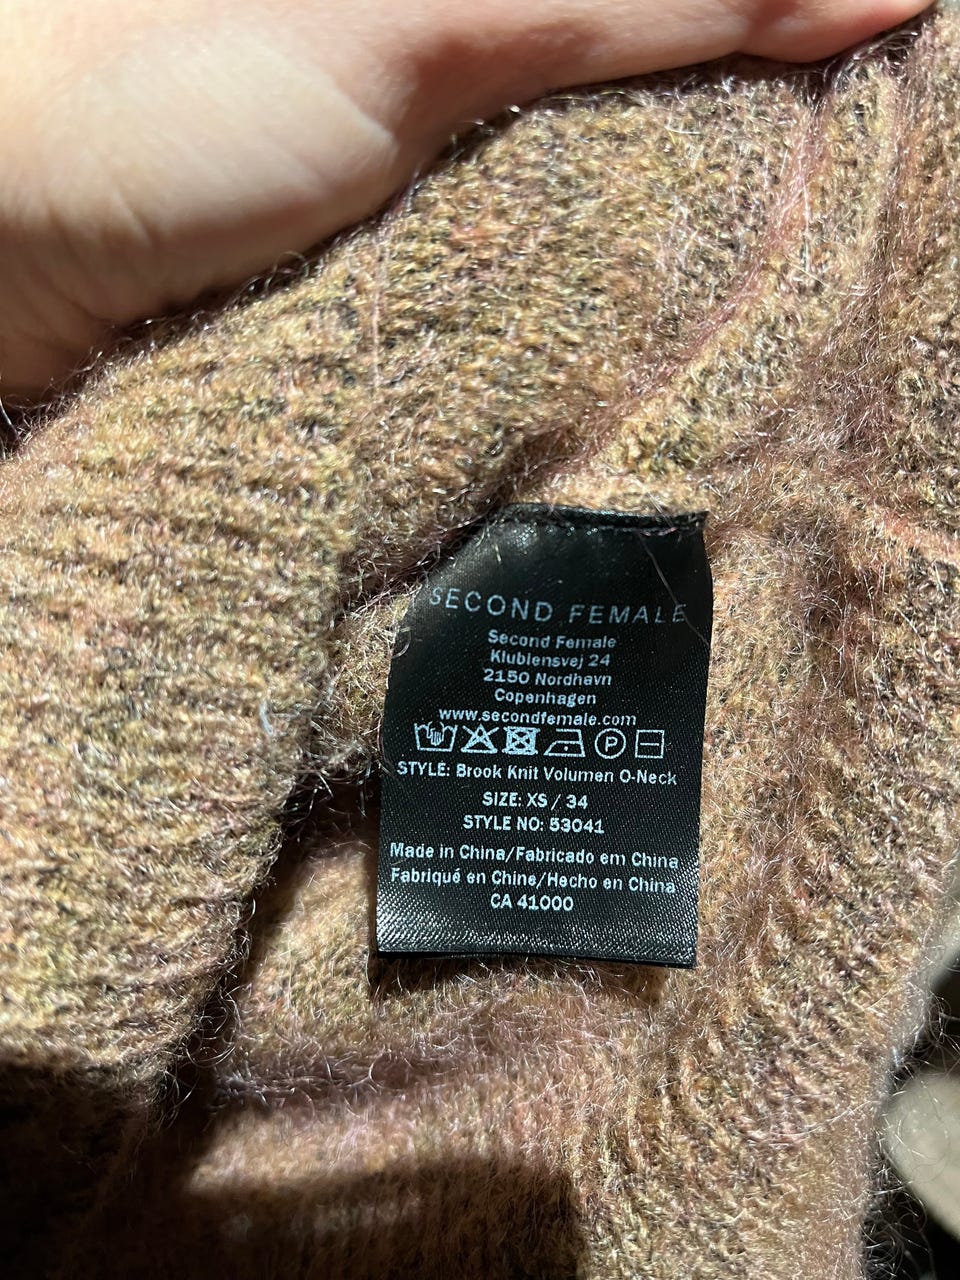 SECOND FEMALE
Second Female
Klubiensvej 24
2150 Nordhavn
Copenhagen
www.secondfemale.com
P
STYLE: Brook Knit Volumen O-Neck
SIZE: XS / 34
STYLE NO: 53041
Made in China/Fabricado em China
Fabriqué en Chine/Hecho en China
CA 41000